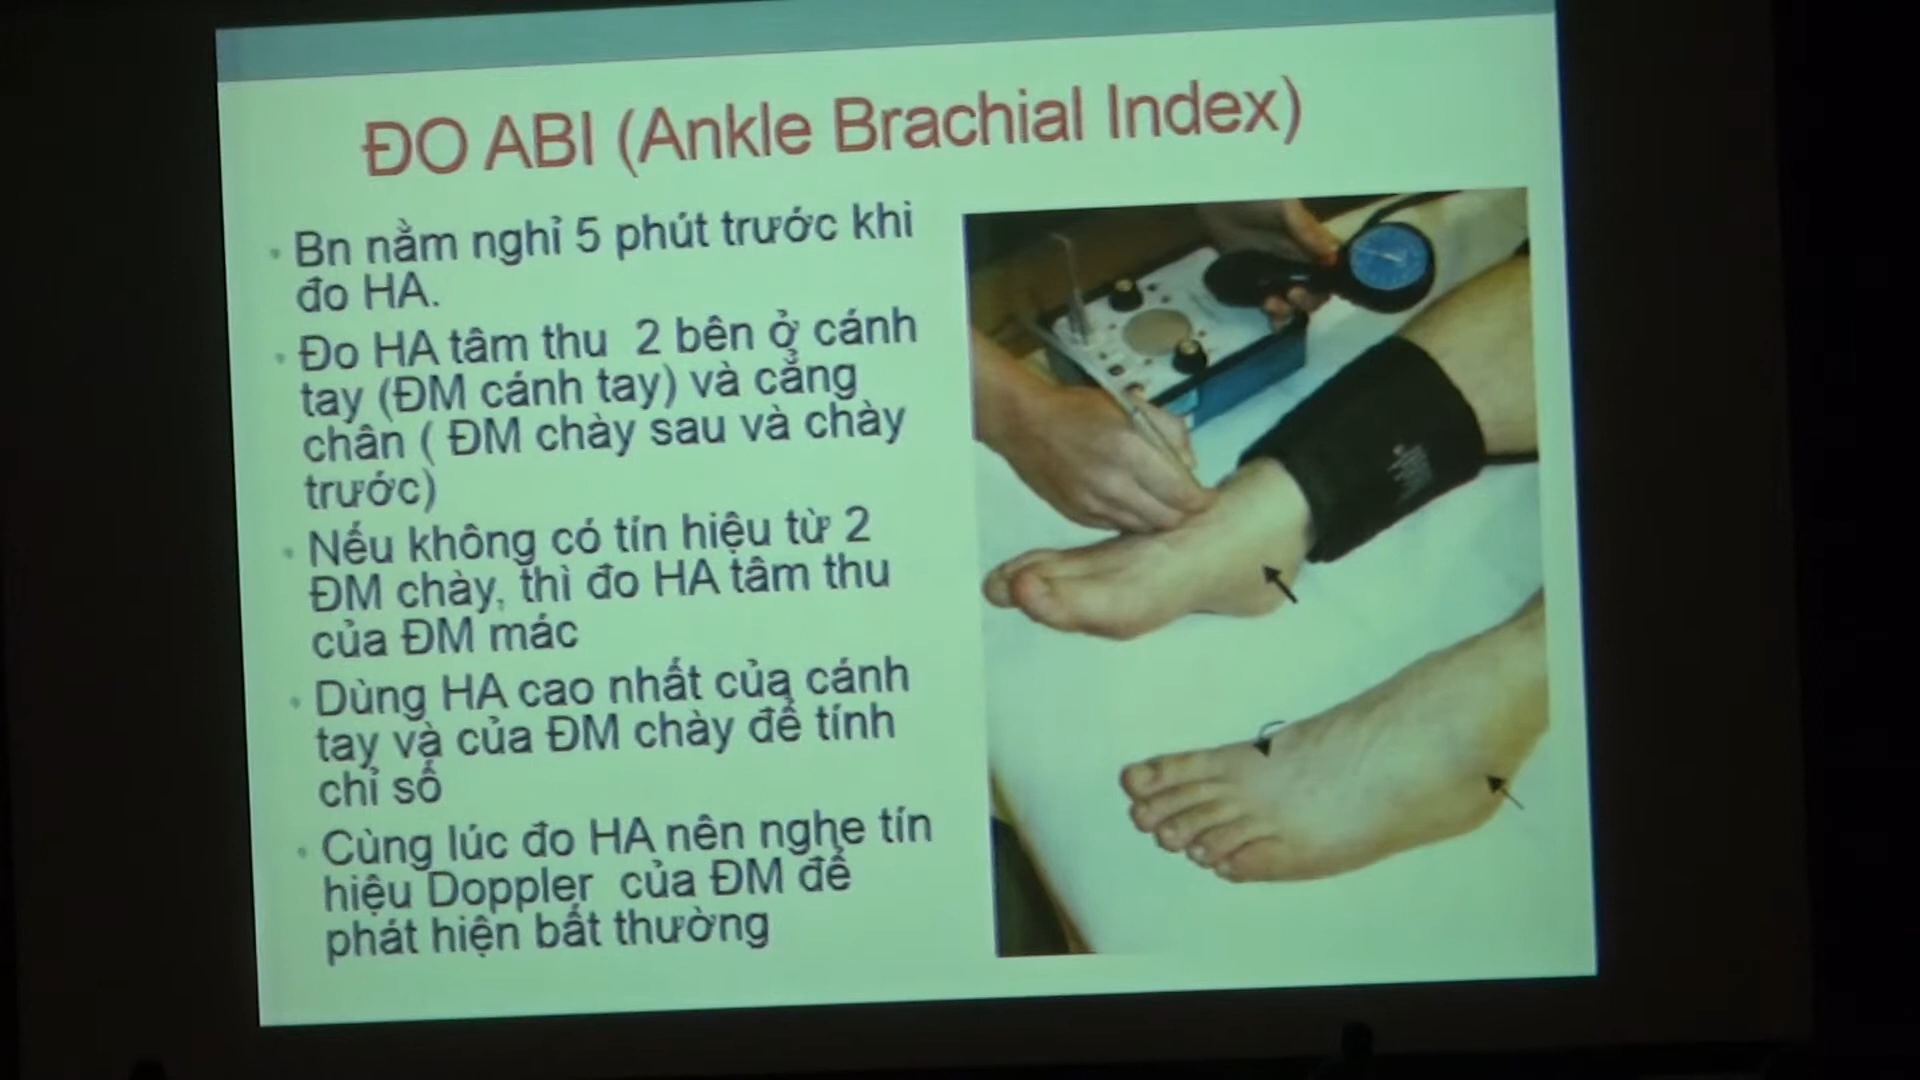 ĐO ABI (Ankle Brachial Index)
Bn nằm nghỉ 5 phút trước khi
đo HA.
Đo HA tâm thu 2 bên ở cánh
tay (ĐM cánh tay) và cẳng
chân ( ĐM chày sau và chày
trước)
Nếu không có tín hiệu từ 2
ĐM chày, thì đo HA tâm thu
của ĐM mác
Dùng HA cao nhất của cánh
tay và của ĐM chày để tính
chỉ số
Cùng lúc đo HA nên nghe tín
hiệu Doppler của ĐM để
phát hiện bất thường